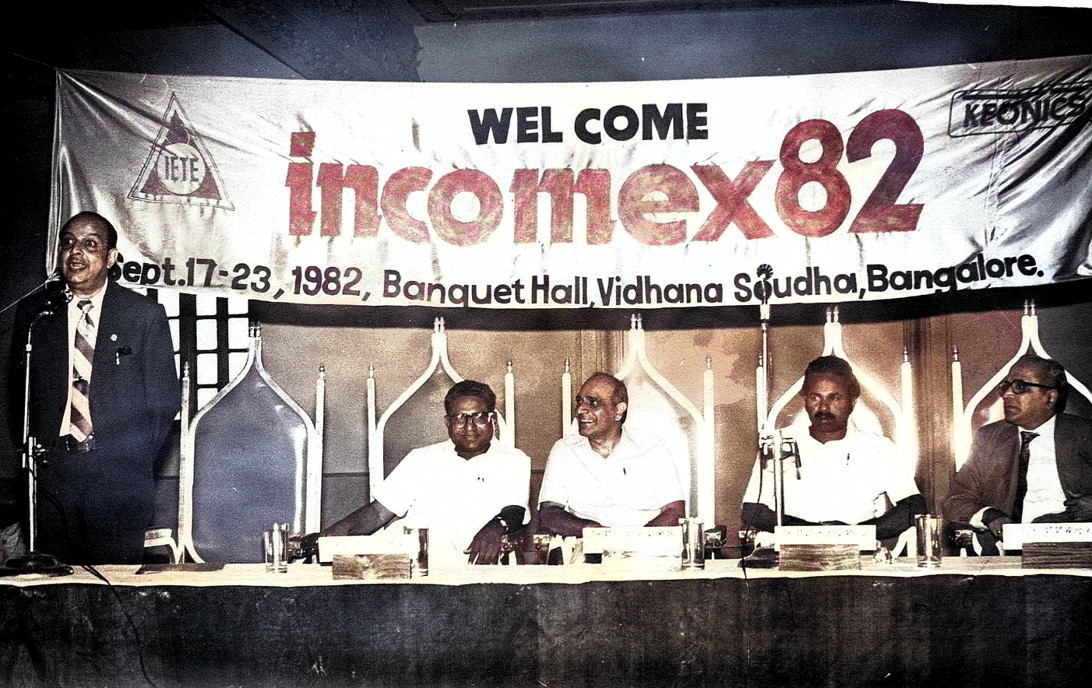 WEL COME
IETE
KEONICS
incomex82
Sept.17-23, 1982, Banquet Hall, Vidhana Soudha, Bangalore.